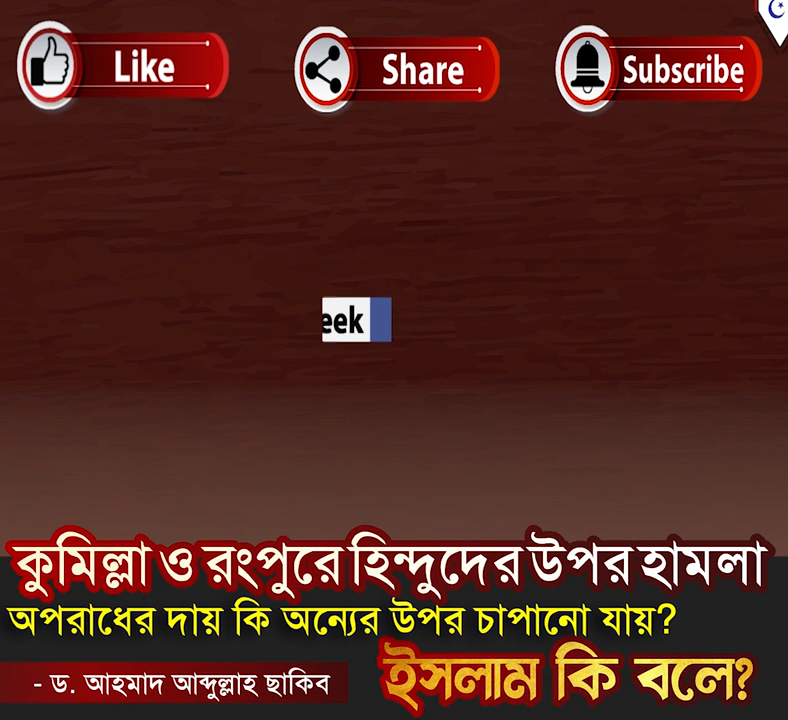 Like Share Subscribe
eek
কুমিল্লা ও রংপুরে হিন্দুদের উপর হামলা
অপরাধের দায় কি অন্যের উপর চাপানো যায়?
ইসলাম কি বলে?
- ড. আহমাদ আব্দুল্লাহ ছাকিব